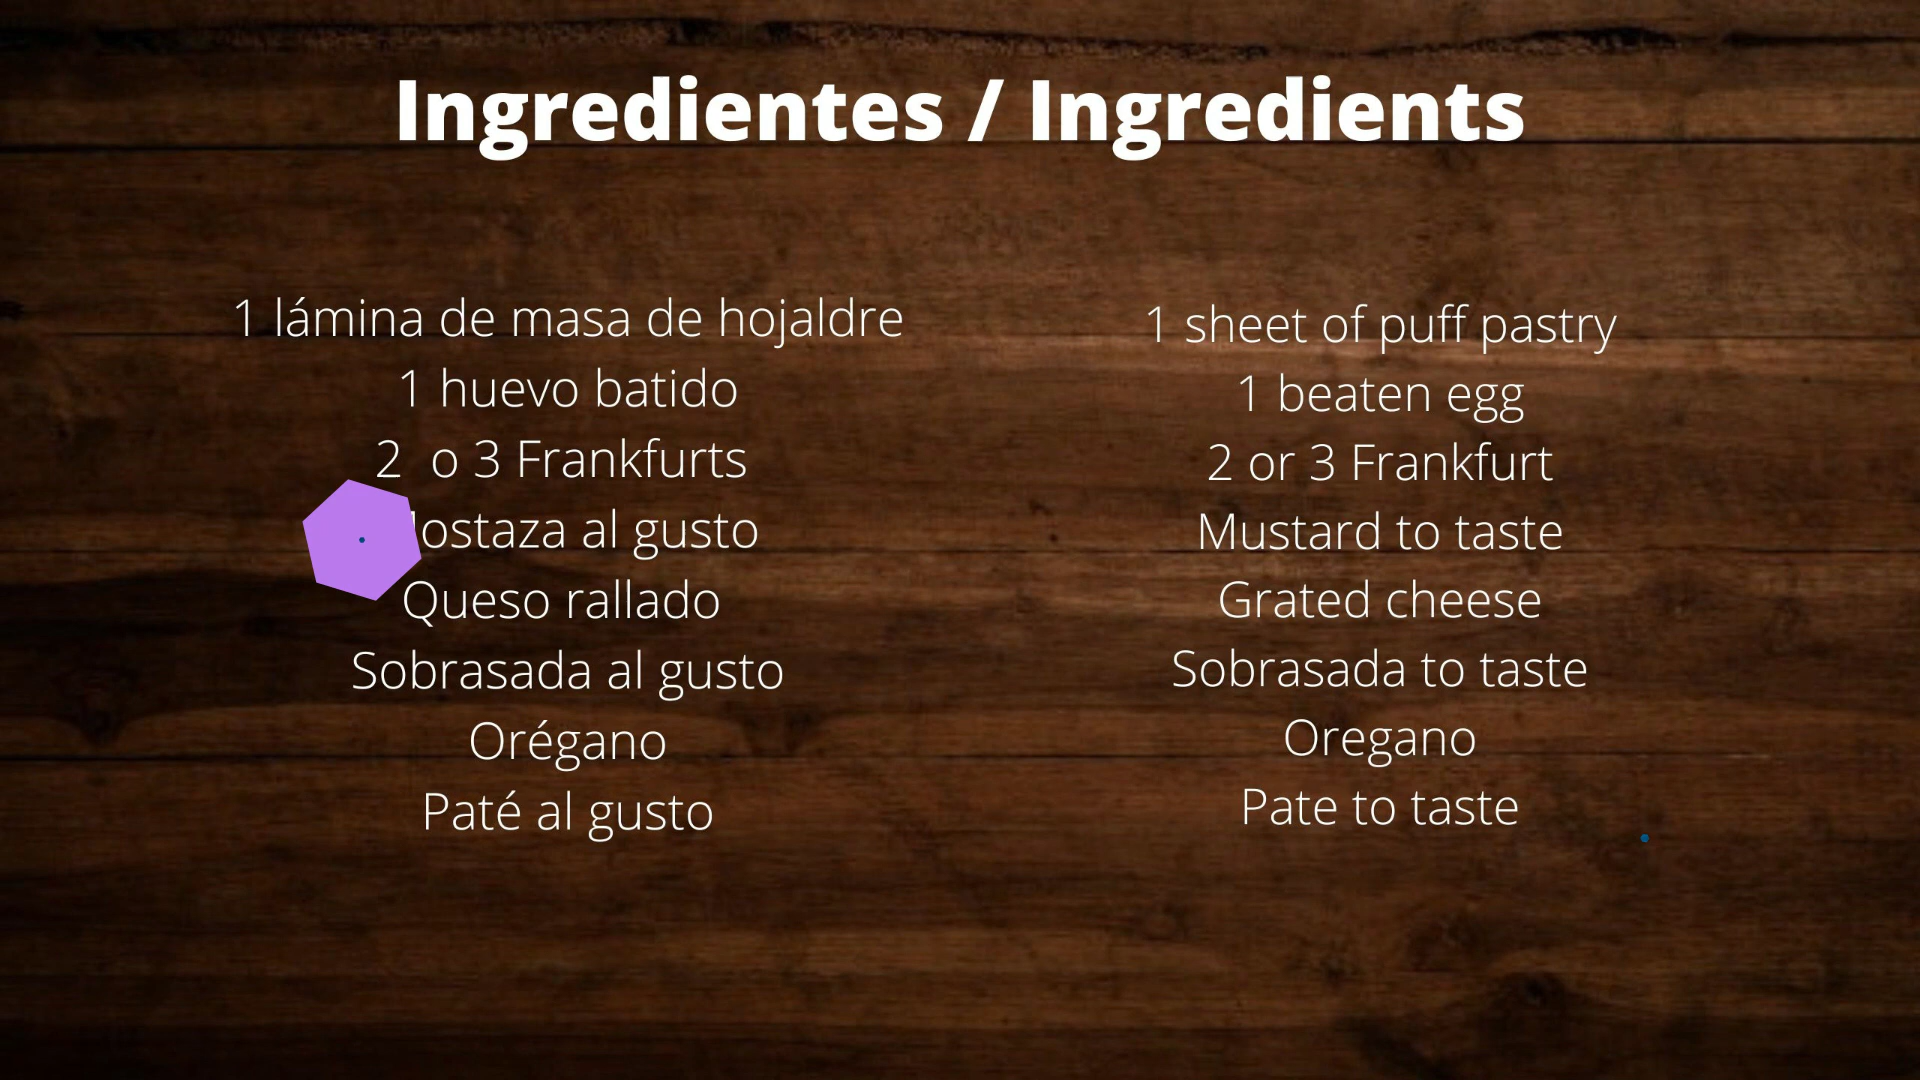 Ingredientes / Ingredients
1 lámina de masa de hojaldre
1 huevo batido
2 o 3 Frankfurts
al gusto
Queso rallado
Sobrasada al gusto
Orégano
Paté al gusto
1 sheet of puff pastry
1 beaten egg
2 or 3 Frankfurt
Mustard to taste
Grated cheese
Sobrasada to taste
Oregano
Pate to taste